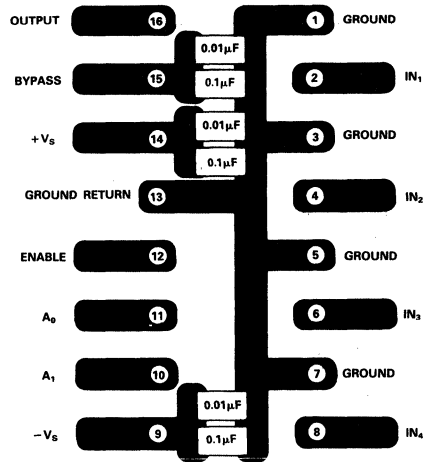 OUTPUT 16 1 GROUND
0.01µF
BYPASS 15 0.1µF 2 IN₁
0.01µF
+Vₛ 14 3 GROUND
0.1µF
GROUND RETURN 13 4 IN₂
ENABLE 12 5 GROUND
A₀ 11 6 IN₃
A₁ 10 7 GROUND
0.01µF
−Vₛ 9 0.1µF 8 IN₄